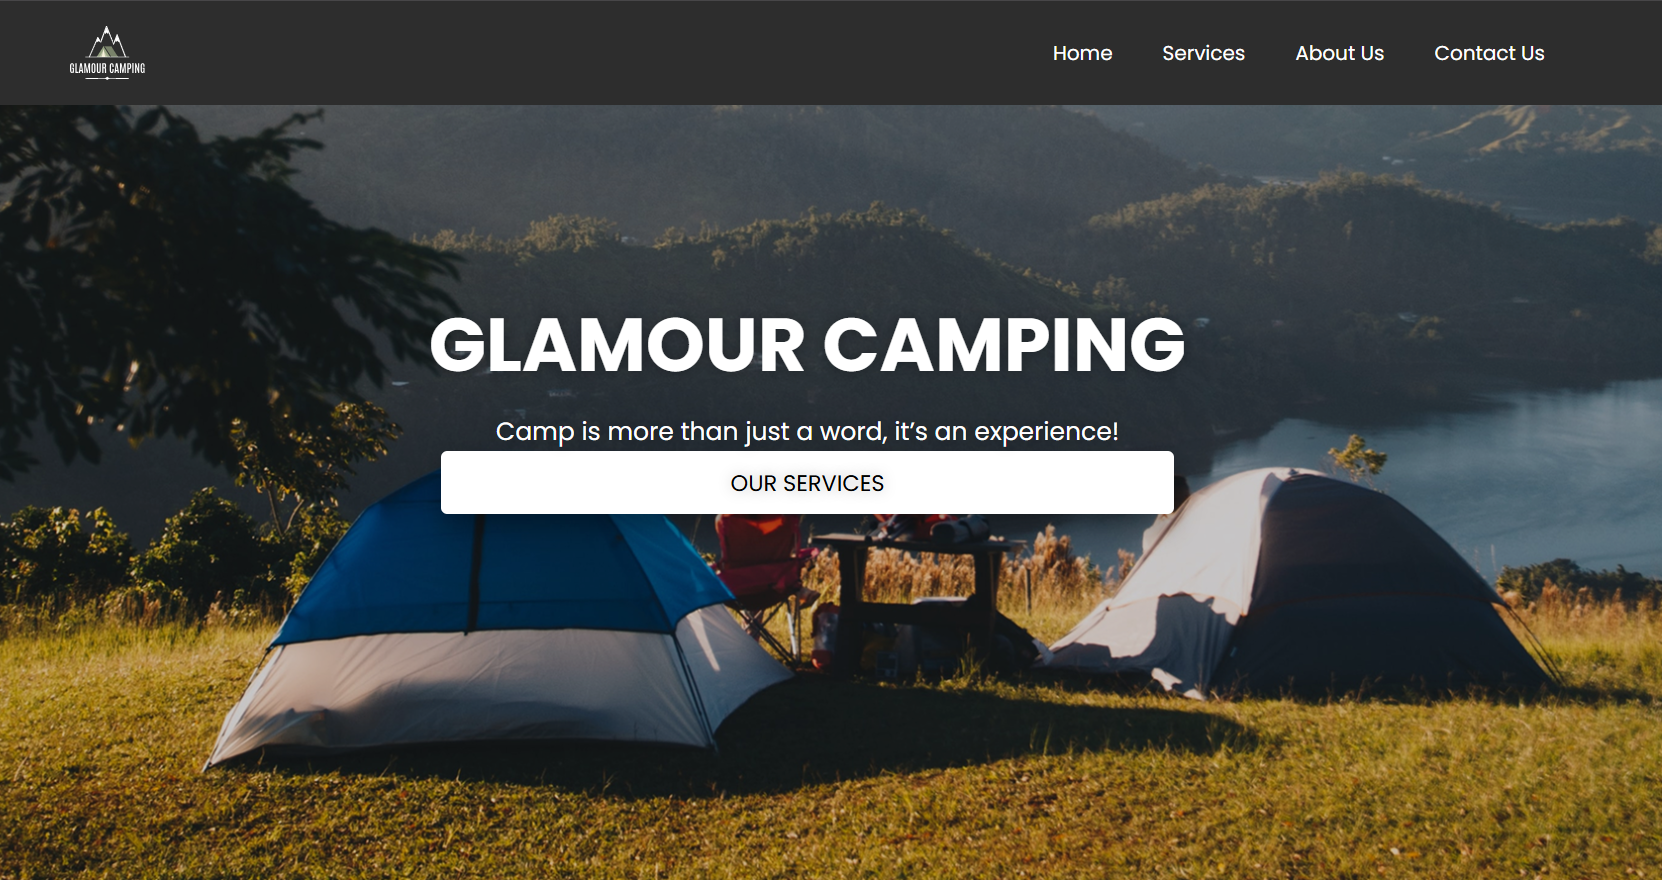 GLAMOUR CAMPING
Home Services About Us Contact Us
GLAMOUR CAMPING
Camp is more than just a word, it’s an experience!
OUR SERVICES